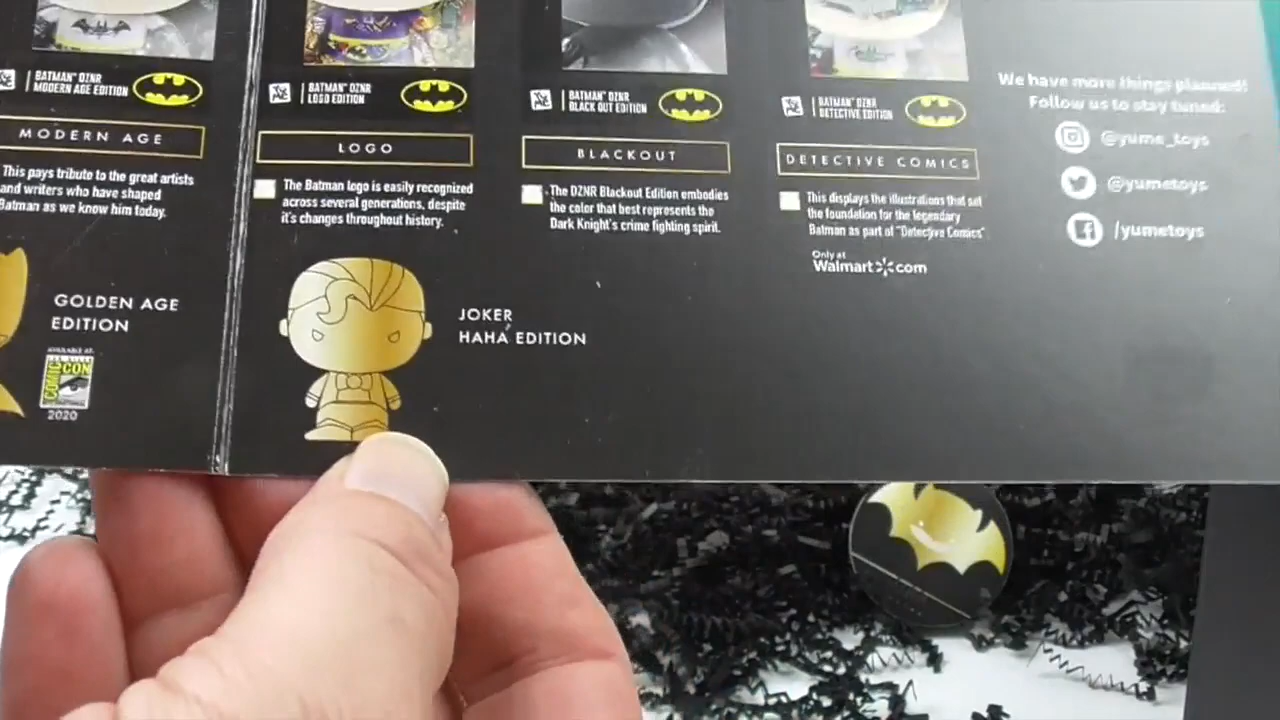 BATMAN™ DZNR
MODERN AGE EDITION
MODERN AGE
This pays tribute to the great artists
and writers who have shaped
Batman as we know him today.
GOLDEN AGE
EDITION
AVAILABLE AT:
COMIC CON
2020
BATMAN™ DZNR
LOGO EDITION
LOGO
The Batman logo is easily recognized
across several generations, despite
it's changes throughout history.
JOKER
HAHA EDITION
BATMAN™ DZNR
BLACK OUT EDITION
BLACKOUT
The DZNR Blackout Edition embodies
the color that best represents the
Dark Knight's crime fighting spirit.
BATMAN™ DZNR
DETECTIVE EDITION
DETECTIVE COMICS
This displays the illustrations that set
the foundation for the legendary
Batman as part of "Detective Comics"
Only at
Walmart.com
We have more things planned!
Follow us to stay tuned:
@yume_toys
@yumetoys
/yumetoys